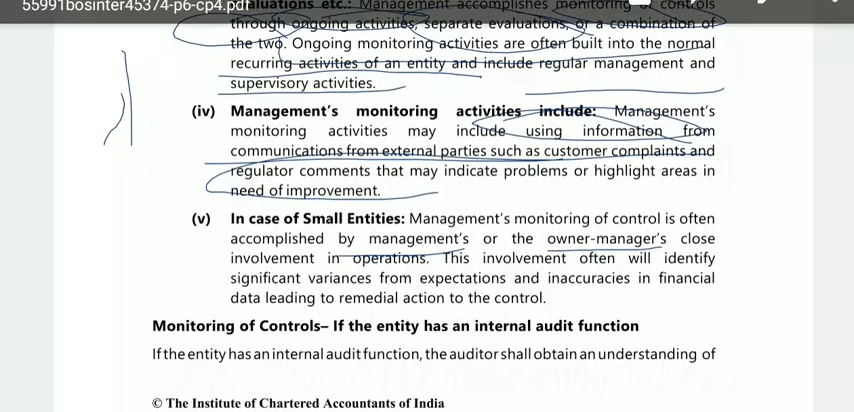 55991bosinter45374-p6-cp4.pdf
aluations etc.: Management accomplishes monitoring of controls
through ongoing activities, separate evaluations, or a combination of
the two. Ongoing monitoring activities are often built into the normal
recurring activities of an entity and include regular management and
supervisory activities.
(iv) Management's monitoring activities include: Management's
monitoring activities may include using information from
communications from external parties such as customer complaints and
regulator comments that may indicate problems or highlight areas in
need of improvement.
(v) In case of Small Entities: Management's monitoring of control is often
accomplished by management's or the owner-manager's close
involvement in operations. This involvement often will identify
significant variances from expectations and inaccuracies in financial
data leading to remedial action to the control.
Monitoring of Controls– If the entity has an internal audit function
If the entity has an internal audit function, the auditor shall obtain an understanding of
© The Institute of Chartered Accountants of India